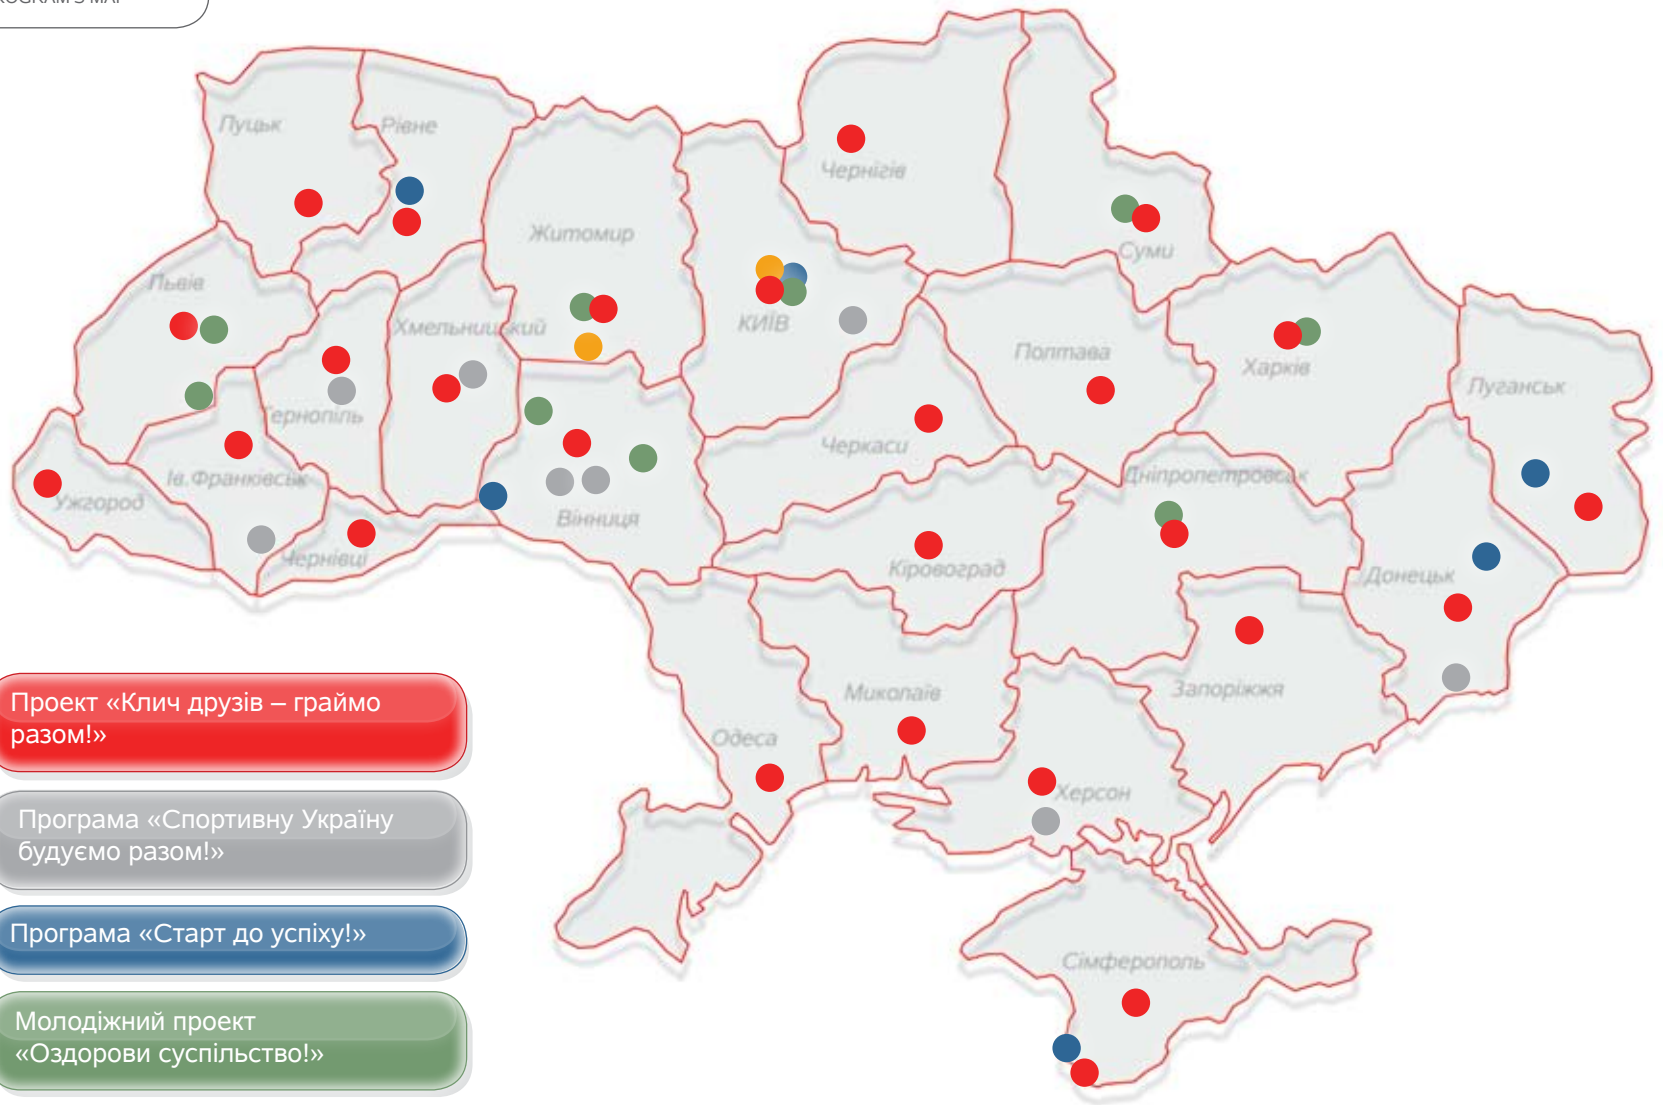 Луцьк
Рівне
Чернігів
Житомир
Суми
Львів
КИЇВ
Хмельницький
Полтава
Харків
Луганськ
Тернопіль
Черкаси
Ів.Франківськ
Дніпропетровськ
Ужгород
Вінниця
Чернівці
Кіровоград
Донецьк
Миколаїв
Запоріжжя
Одеса
Херсон
Сімферополь
Проект «Клич друзів – граймо
разом!»
Програма «Спортивну Україну
будуємо разом!»
Програма «Старт до успіху!»
Молодіжний проект
«Оздорови суспільство!»